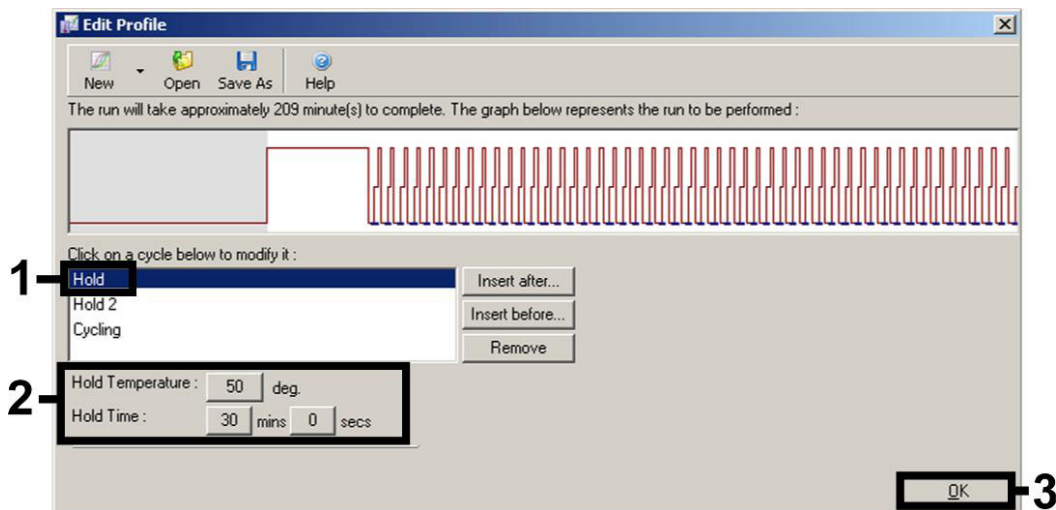 Edit Profile
New Open Save As Help
The run will take approximately 209 minute(s) to complete. The graph below represents the run to be performed :
Click on a cycle below to modify it :
1
Hold
Insert after...
Hold 2
Insert before...
Cycling
Remove
2
Hold Temperature : 50 deg.
Hold Time : 30 mins 0 secs
OK
3